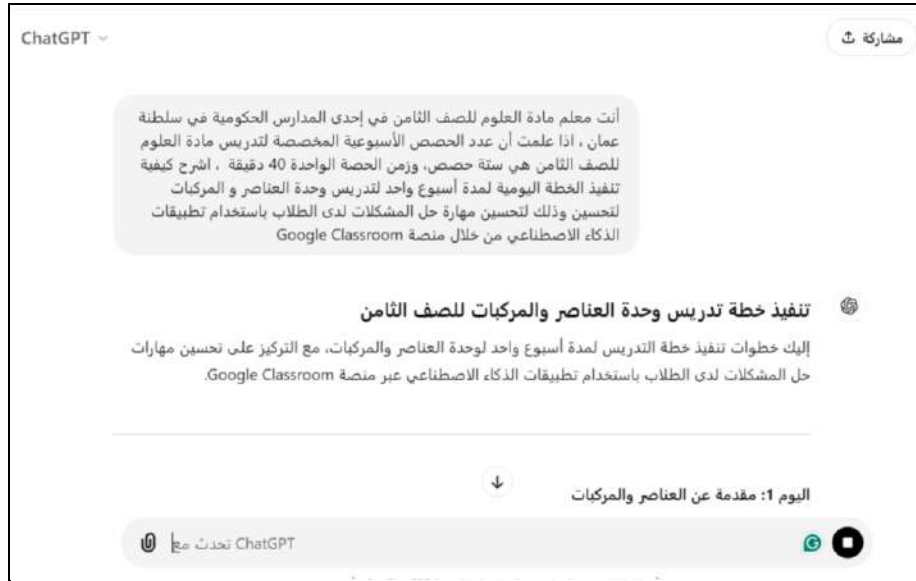 ChatGPT
مشاركة
أنت معلم مادة العلوم للصف الثامن في إحدى المدارس الحكومية في سلطنة
عمان ، اذا علمت أن عدد الحصص الأسبوعية المخصصة لتدريس مادة العلوم
للصف الثامن هي ستة حصص، وزمن الحصة الواحدة 40 دقيقة ، اشرح كيفية
تنفيذ الخطة اليومية لمدة أسبوع واحد لتدريس وحدة العناصر و المركبات
لتحسين وذلك لتحسين مهارة حل المشكلات لدى الطلاب باستخدام تطبيقات
الذكاء الاصطناعي من خلال منصة Google Classroom
تنفيذ خطة تدريس وحدة العناصر والمركبات للصف الثامن
إليك خطوات تنفيذ خطة التدريس لمدة أسبوع واحد لوحدة العناصر والمركبات، مع التركيز على تحسين مهارات
حل المشكلات لدى الطلاب باستخدام تطبيقات الذكاء الاصطناعي عبر منصة Google Classroom.
اليوم 1: مقدمة عن العناصر والمركبات
تحدث مع ChatGPT